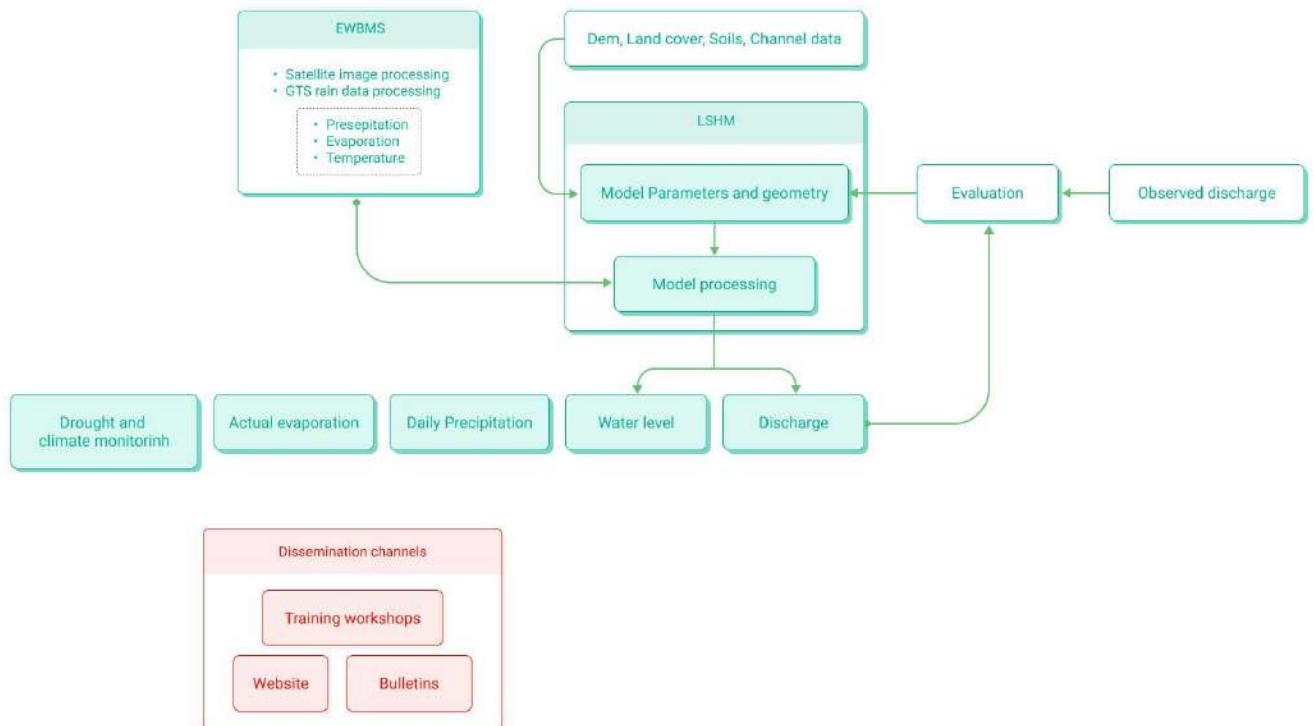 EWBMS
• Satellite image processing
• GTS rain data processing
• Presepitation
• Evaporation
• Temperature
Dem, Land cover, Soils, Channel data
LSHM
Model Parameters and geometry
Evaluation
Observed discharge
Model processing
Drought and
climate monitorinh
Actual evaporation
Daily Precipitation
Water level
Discharge
Dissemination channels
Training workshops
Website
Bulletins